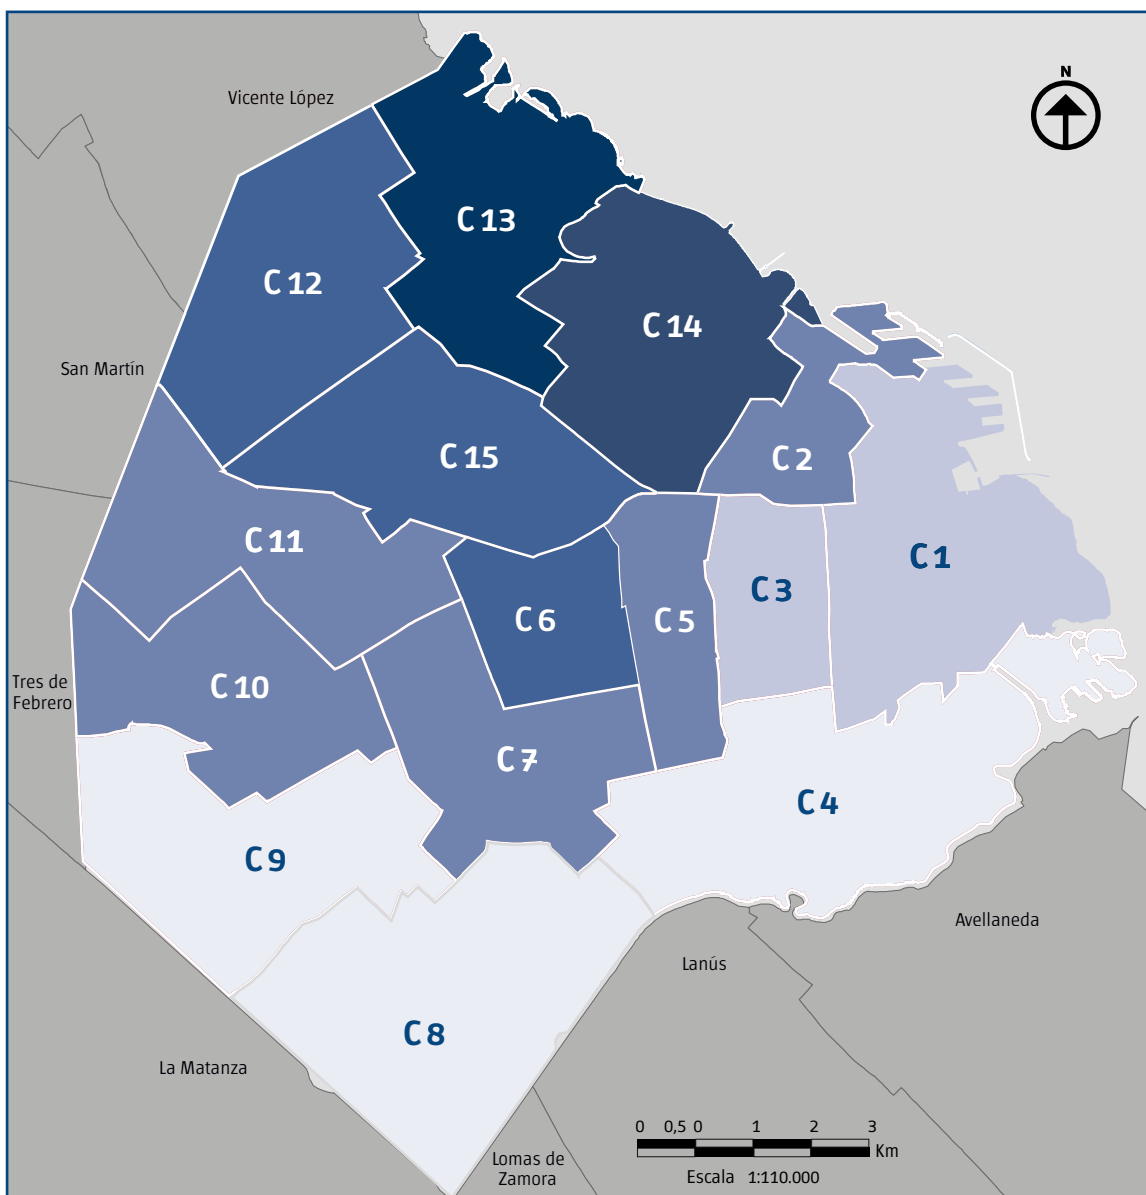 N
Vicente López
C 13
C 12
C 14
San Martín
C 15
C 2
C 11
C 1
C 3
C 6
C 5
C 10
Tres de
Febrero
C 7
C 4
C 9
Avellaneda
Lanús
C 8
La Matanza
0 0,5 0 1 2 3
Km
Lomas de
Zamora
Escala 1:110.000